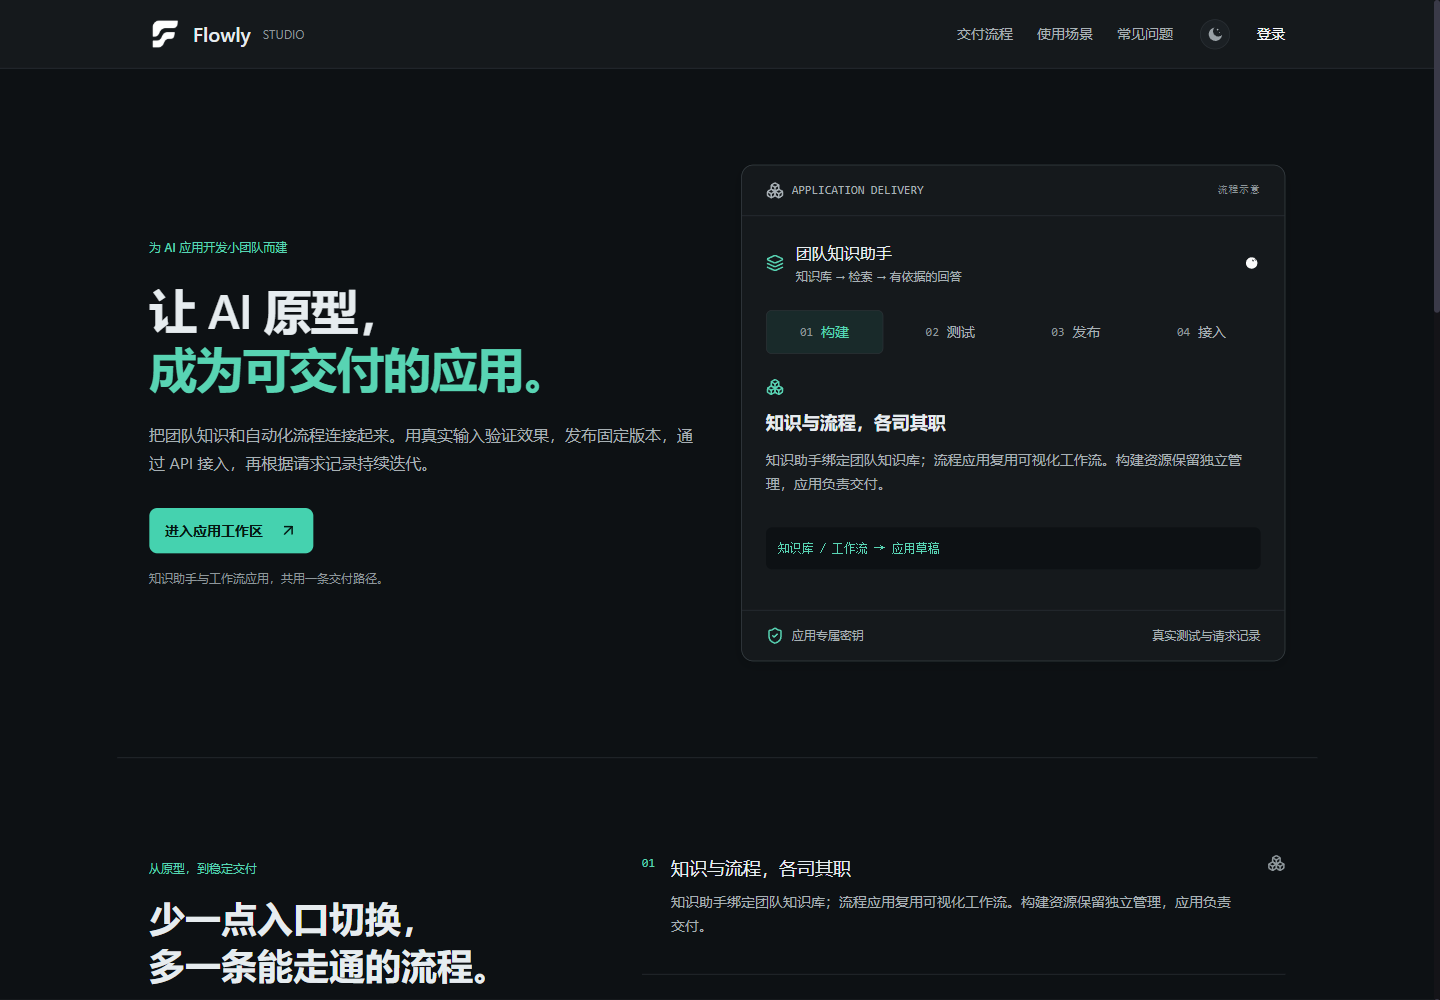 Flowly STUDIO
交付流程 使用场景 常见问题 登录
为 AI 应用开发小团队而建
让 AI 原型，
成为可交付的应用。
把团队知识和自动化流程连接起来。用真实输入验证效果，发布固定版本，通
过 API 接入，再根据请求记录持续迭代。
进入应用工作区
知识助手与工作流应用，共用一条交付路径。
APPLICATION DELIVERY 流程示意
团队知识助手
知识库 → 检索 → 有依据的回答
01 构建 02 测试 03 发布 04 接入
知识与流程，各司其职
知识助手绑定团队知识库；流程应用复用可视化工作流。构建资源保留独立管
理，应用负责交付。
知识库 / 工作流 → 应用草稿
应用专属密钥 真实测试与请求记录
从原型，到稳定交付
少一点入口切换，
多一条能走通的流程。
01 知识与流程，各司其职
知识助手绑定团队知识库；流程应用复用可视化工作流。构建资源保留独立管理，应用负责
交付。